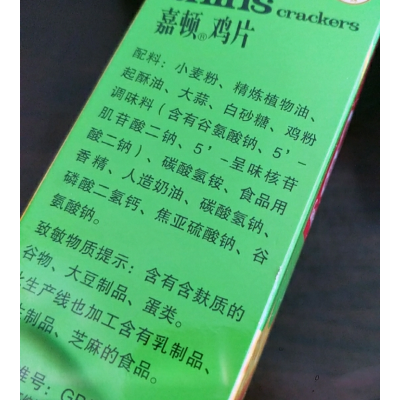 crackers
嘉顿® 鸡片
配料：小麦粉、精炼植物油、
起酥油、大蒜、白砂糖、鸡粉
调味料（含有谷氨酸钠、5′-
肌苷酸二钠、5′-呈味核苷
酸二钠）、碳酸氢铵、食品用
香精、人造奶油、碳酸氢钠、
磷酸二氢钙、焦亚硫酸钠、谷
氨酸钠。
致敏物质提示：含有含麸质的
谷物、大豆制品、蛋类。
生产线也加工含有乳制品、
制品、芝麻的食品。
准号：